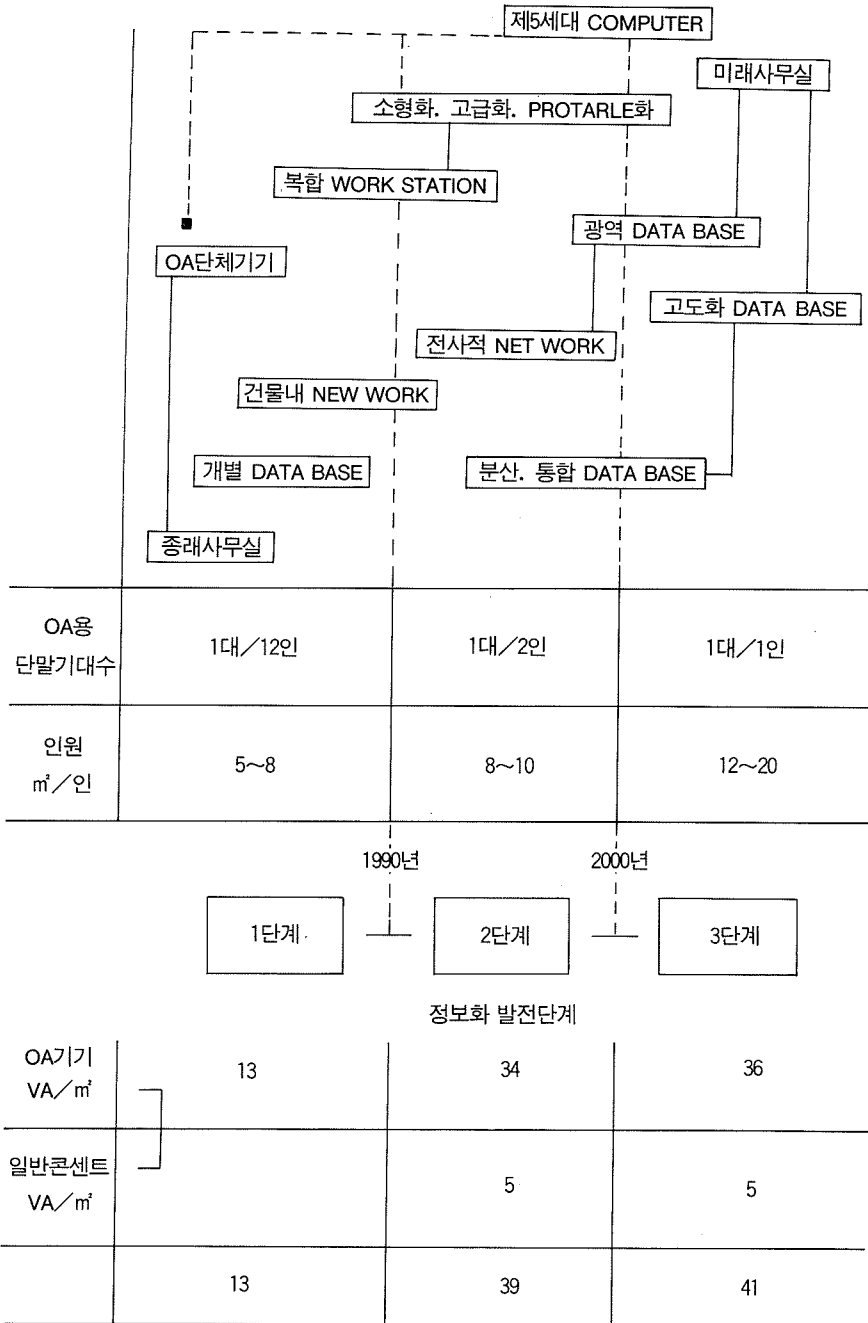 제5세대 COMPUTER
미래사무실
소형화. 고급화. PROTARLE화
복합 WORK STATION
광역 DATA BASE
OA단체기기
고도화 DATA BASE
전사적 NET WORK
건물내 NEW WORK
개별 DATA BASE
분산. 통합 DATA BASE
종래사무실
OA용
단말기대수
1대/12인
1대/2인
1대/1인
인원
㎡/인
5~8
8~10
12~20
1990년
2000년
1단계
2단계
3단계
정보화 발전단계
OA기기
VA/㎡
13
34
36
일반콘센트
VA/㎡
5
5
13
39
41